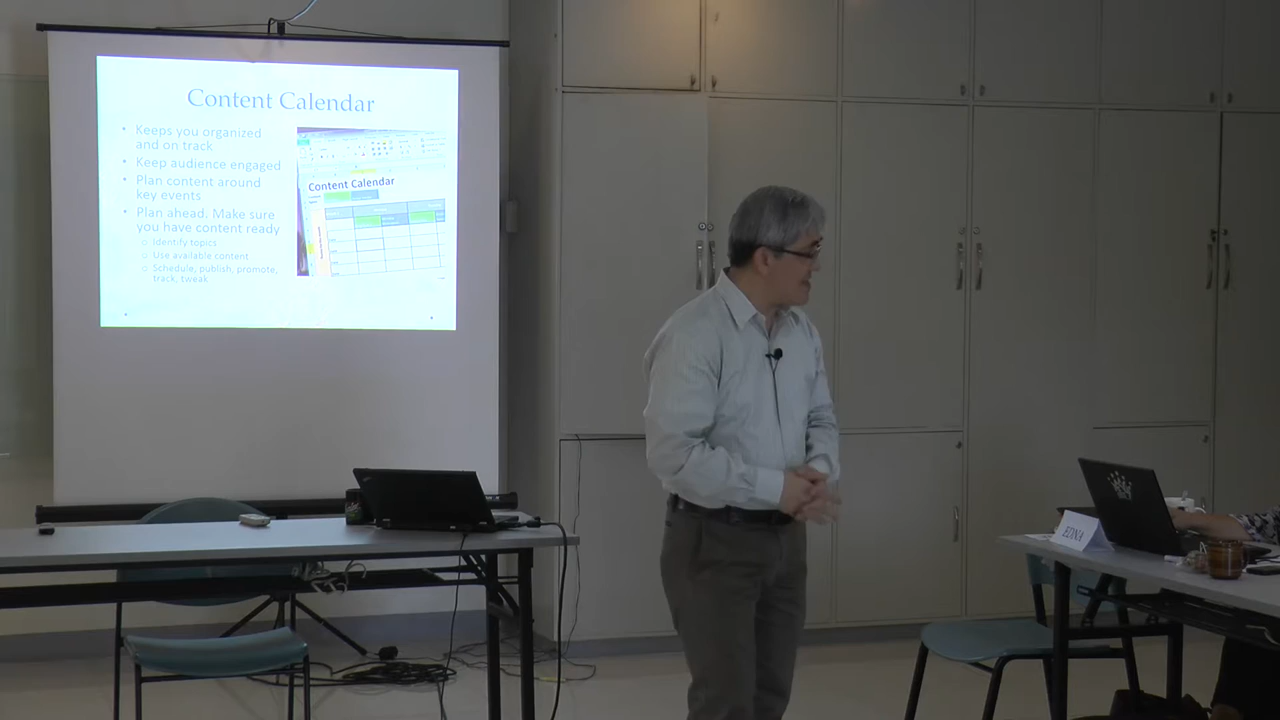 Content Calendar
• Keeps you organized
and on track
• Keep audience engaged
• Plan content around
key events
• Plan ahead. Make sure
you have content ready
○ Identify topics
○ Use available content
○ Schedule, publish, promote,
track, tweak
Content Calendar
EDNA